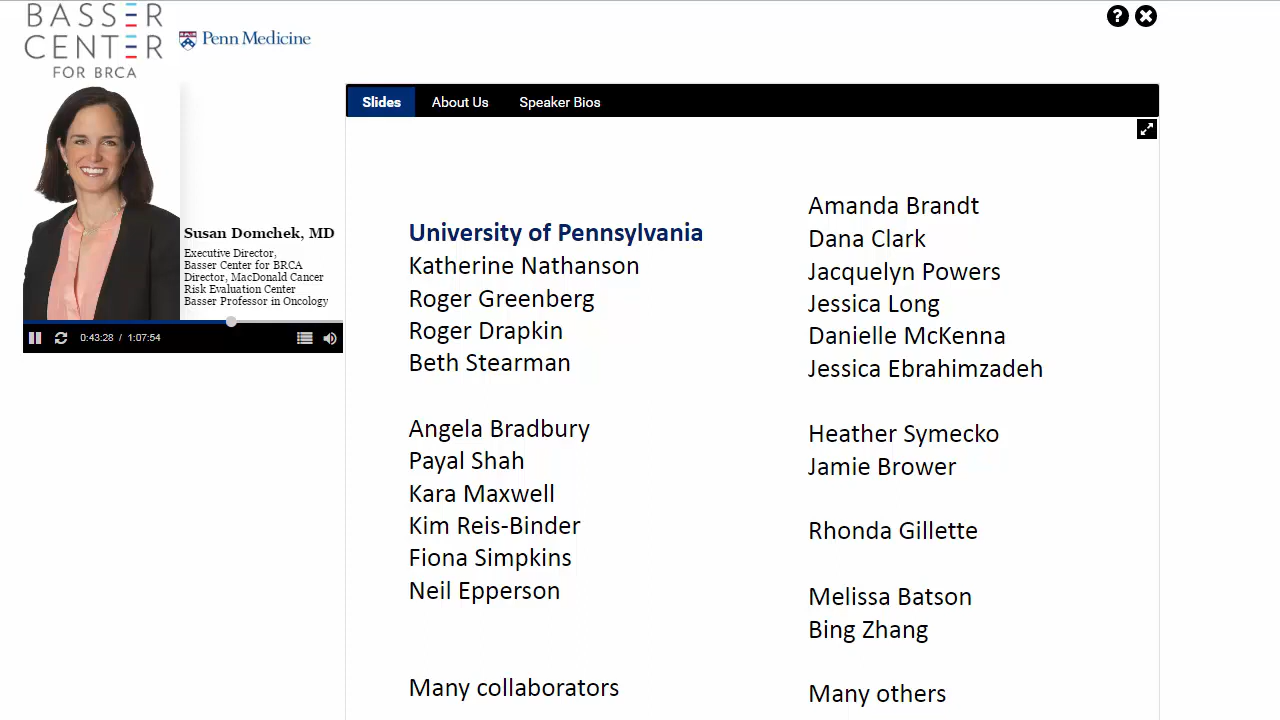 BASSER
CENTER
FOR BRCA
Penn Medicine
Susan Domchek, MD
Executive Director,
Basser Center for BRCA
Director, MacDonald Cancer
Risk Evaluation Center
Basser Professor in Oncology
0:43:28 / 1:07:54
?
Slides
About Us
Speaker Bios
University of Pennsylvania
Katherine Nathanson
Roger Greenberg
Roger Drapkin
Beth Stearman
Angela Bradbury
Payal Shah
Kara Maxwell
Kim Reis-Binder
Fiona Simpkins
Neil Epperson
Many collaborators
Amanda Brandt
Dana Clark
Jacquelyn Powers
Jessica Long
Danielle McKenna
Jessica Ebrahimzadeh
Heather Symecko
Jamie Brower
Rhonda Gillette
Melissa Batson
Bing Zhang
Many others